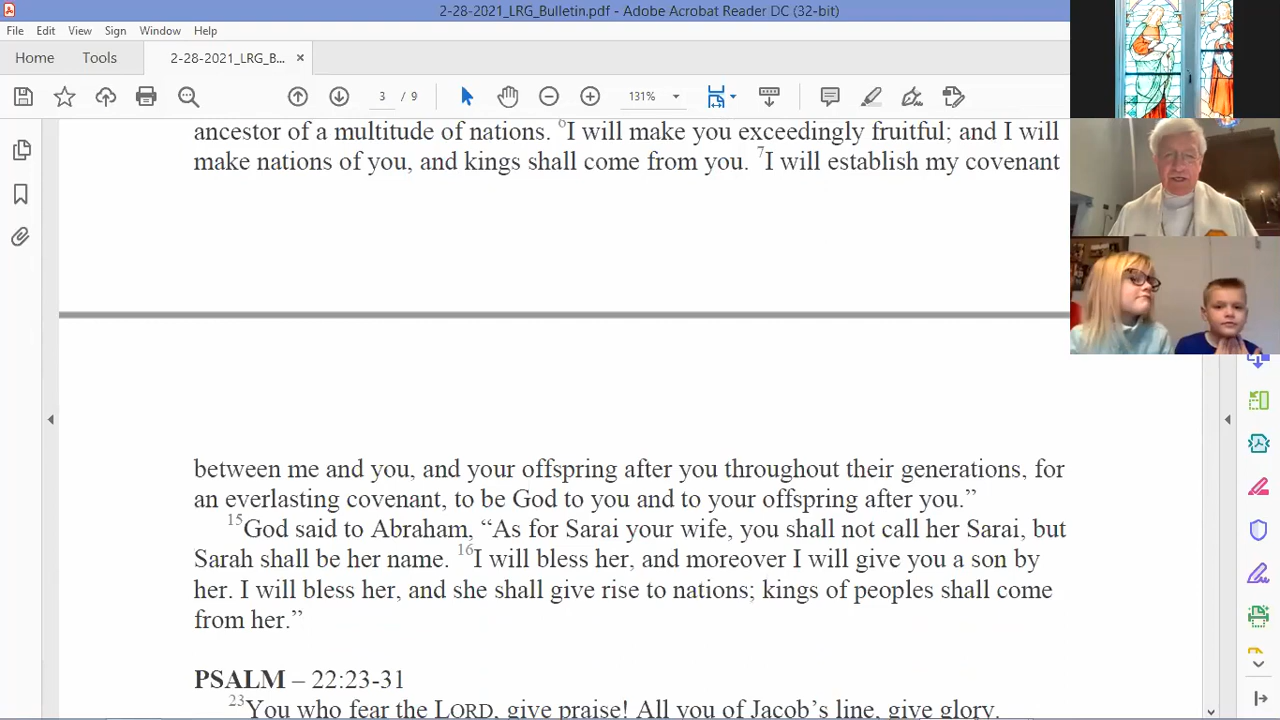 2-28-2021_LRG_Bulletin.pdf - Adobe Acrobat Reader DC (32-bit)
File Edit View Sign Window Help
Home Tools 2-28-2021_LRG_B... ×
3 / 9 131%
ancestor of a multitude of nations. 6I will make you exceedingly fruitful; and I will
make nations of you, and kings shall come from you. 7I will establish my covenant
between me and you, and your offspring after you throughout their generations, for
an everlasting covenant, to be God to you and to your offspring after you.”
15God said to Abraham, “As for Sarai your wife, you shall not call her Sarai, but
Sarah shall be her name. 16I will bless her, and moreover I will give you a son by
her. I will bless her, and she shall give rise to nations; kings of peoples shall come
from her.”
PSALM – 22:23-31
23You who fear the LORD, give praise! All you of Jacob’s line, give glory.